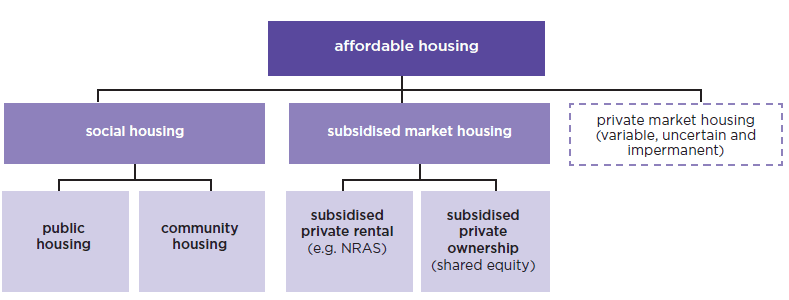 affordable housing
social housing
subsidised market housing
private market housing
(variable, uncertain and
impermanent)
public
housing
community
housing
subsidised
private rental
(e.g. NRAS)
subsidised
private
ownership
(shared equity)